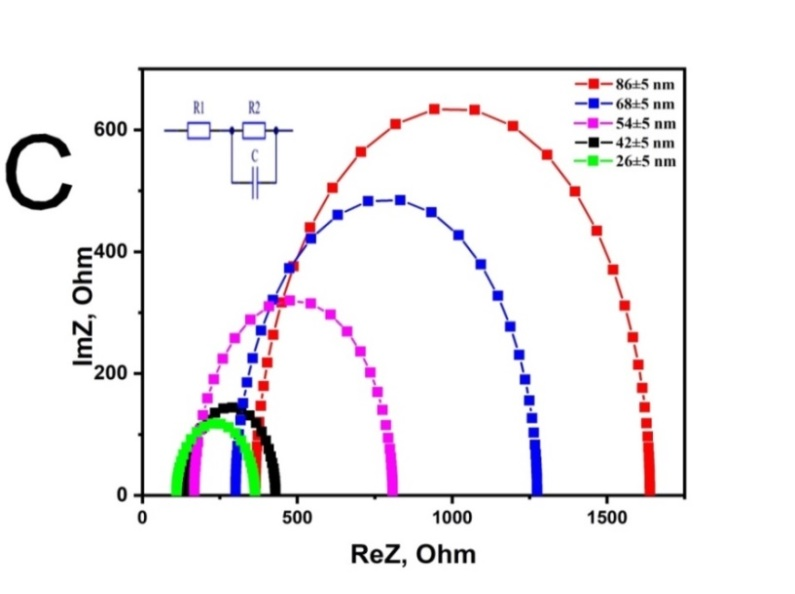 C
R1
R2
C
86±5 nm
68±5 nm
54±5 nm
42±5 nm
26±5 nm
600
400
200
0
ImZ, Ohm
0
500
1000
1500
ReZ, Ohm